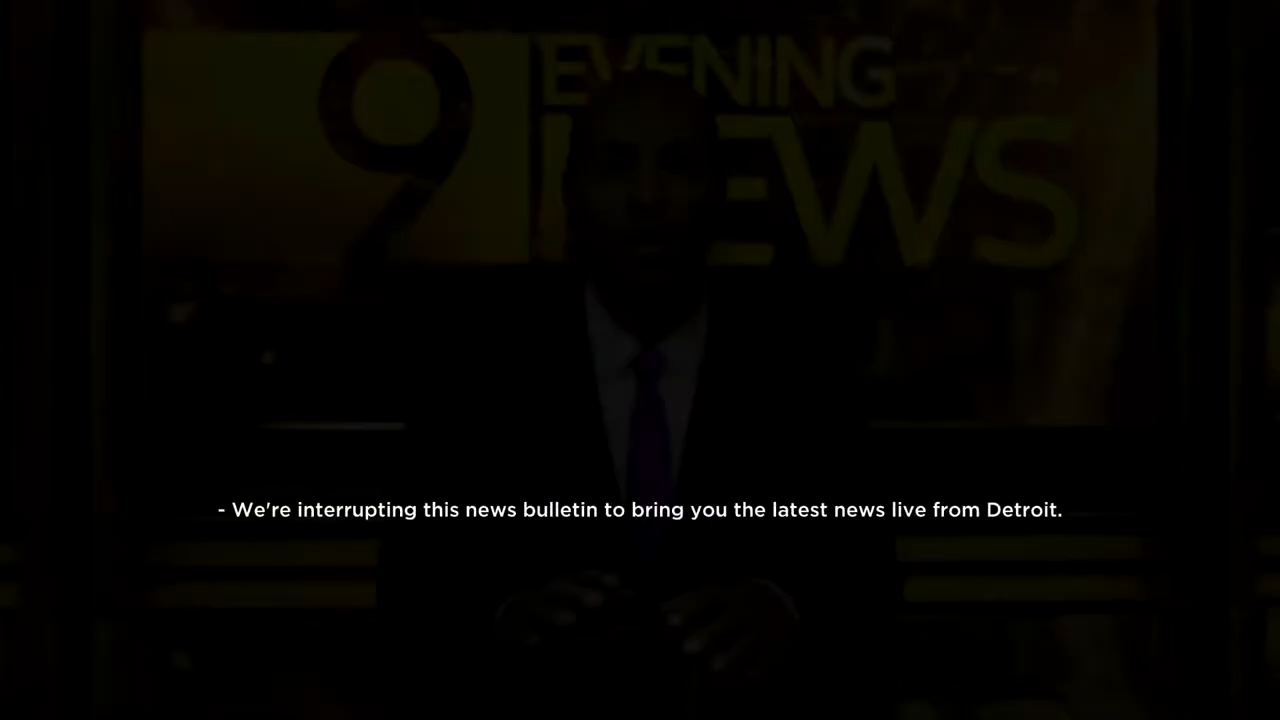 9 EVENING
NEWS
- We're interrupting this news bulletin to bring you the latest news live from Detroit.